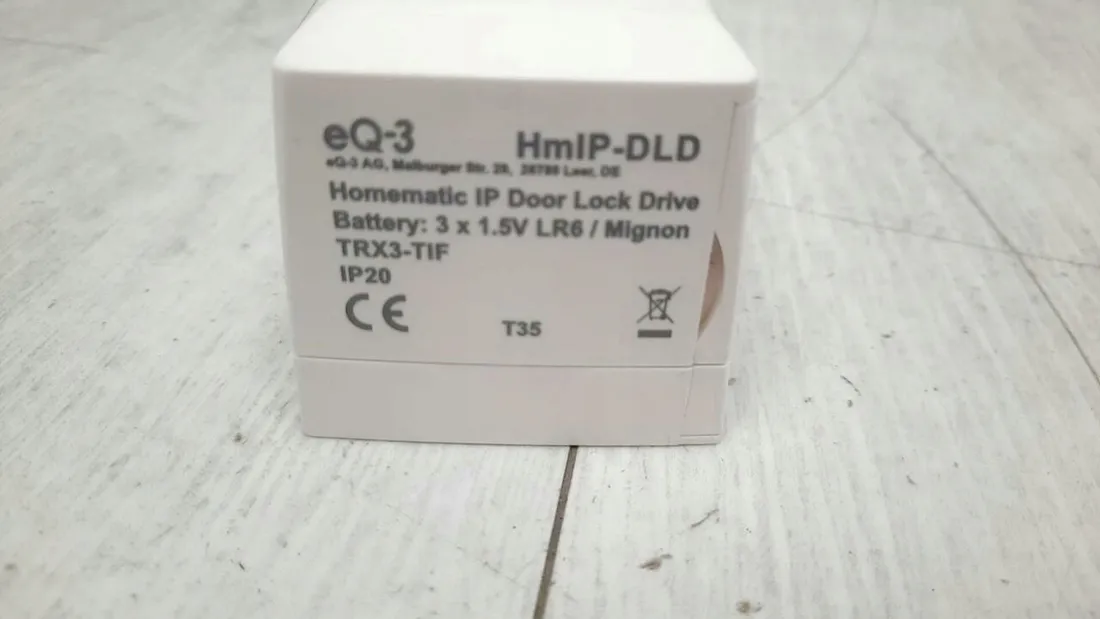 eQ-3 HmIP-DLD
eQ-3 AG, Maiburger Str. 29, 26789 Leer, DE
Homematic IP Door Lock Drive
Battery: 3 x 1.5V LR6 / Mignon
TRX3-TIF
IP20
CE
T35